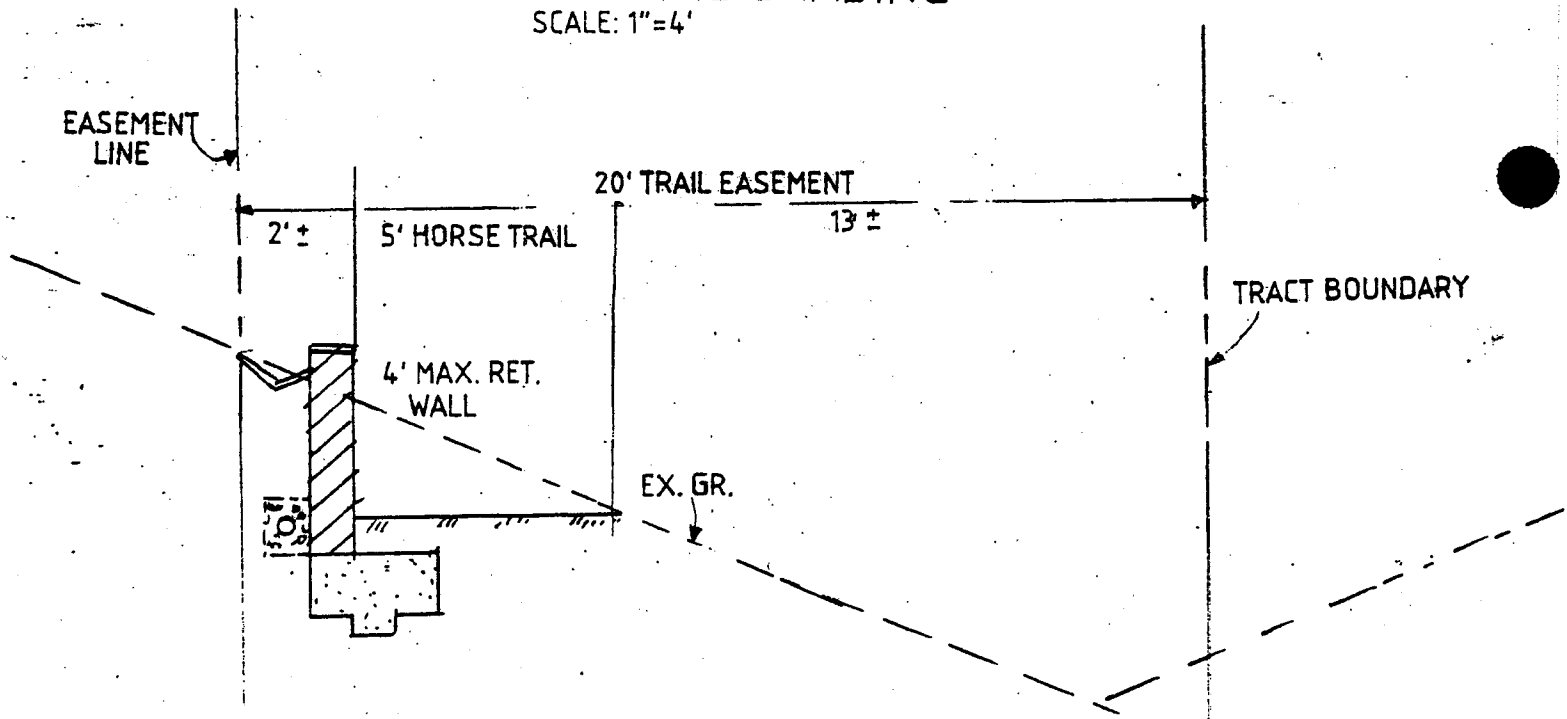 SCALE: 1"=4'
EASEMENT
LINE
20' TRAIL EASEMENT
2' ±
5' HORSE TRAIL
13' ±
TRACT BOUNDARY
4' MAX. RET.
WALL
EX. GR.